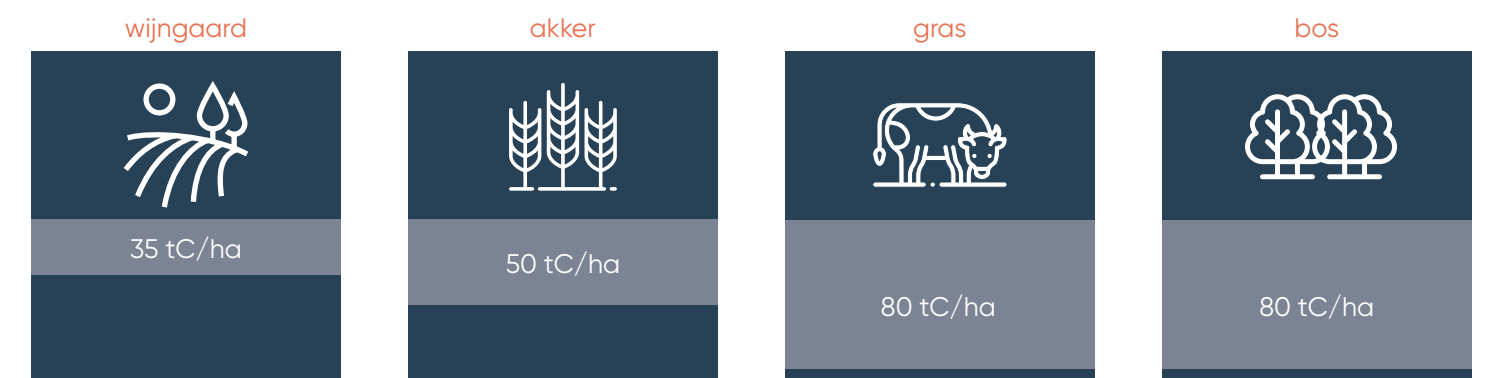 wijngaard
akker
gras
bos
35 tC/ha
50 tC/ha
80 tC/ha
80 tC/ha